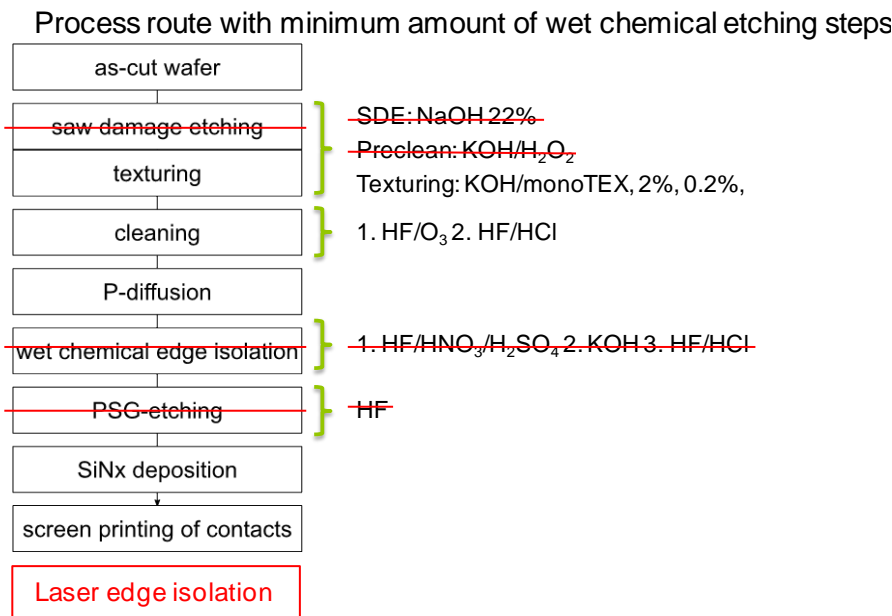 Process route with minimum amount of wet chemical etching steps
as-cut wafer
saw damage etching
SDE: NaOH 22%
Preclean: KOH/H₂O₂
texturing
Texturing: KOH/monoTEX, 2%, 0.2%,
cleaning
1. HF/O₃ 2. HF/HCl
P-diffusion
wet chemical edge isolation
1. HF/HNO₃/H₂SO₄ 2. KOH 3. HF/HCl
PSG-etching
HF
SiNx deposition
screen printing of contacts
Laser edge isolation